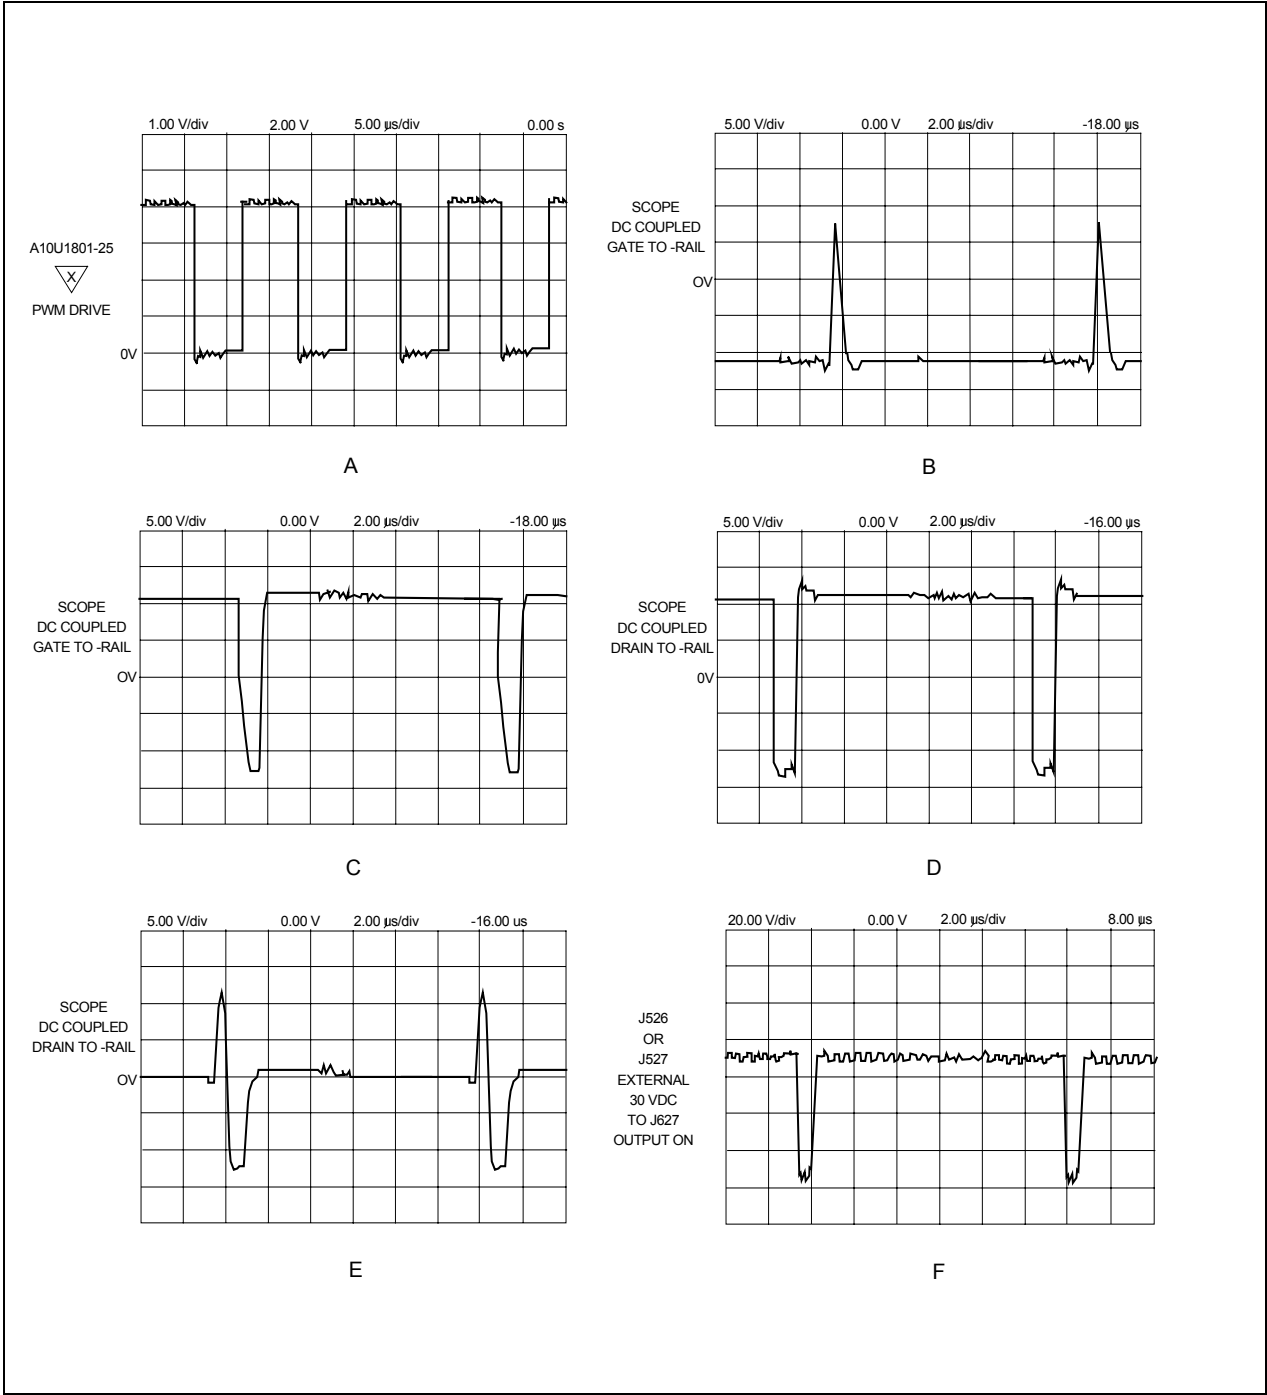 1.00 V/div 2.00 V 5.00 µs/div 0.00 s
A10U1801-25
X
PWM DRIVE
0V
A
5.00 V/div 0.00 V 2.00 µs/div -18.00 µs
SCOPE
DC COUPLED
GATE TO -RAIL
OV
B
5.00 V/div 0.00 V 2.00 µs/div -18.00 µs
SCOPE
DC COUPLED
GATE TO -RAIL
OV
C
5.00 V/div 0.00 V 2.00 µs/div -16.00 µs
SCOPE
DC COUPLED
DRAIN TO -RAIL
0V
D
5.00 V/div 0.00 V 2.00 µs/div -16.00 us
SCOPE
DC COUPLED
DRAIN TO -RAIL
OV
E
20.00 V/div 0.00 V 2.00 µs/div 8.00 µs
J526
OR
J527
EXTERNAL
30 VDC
TO J627
OUTPUT ON
F